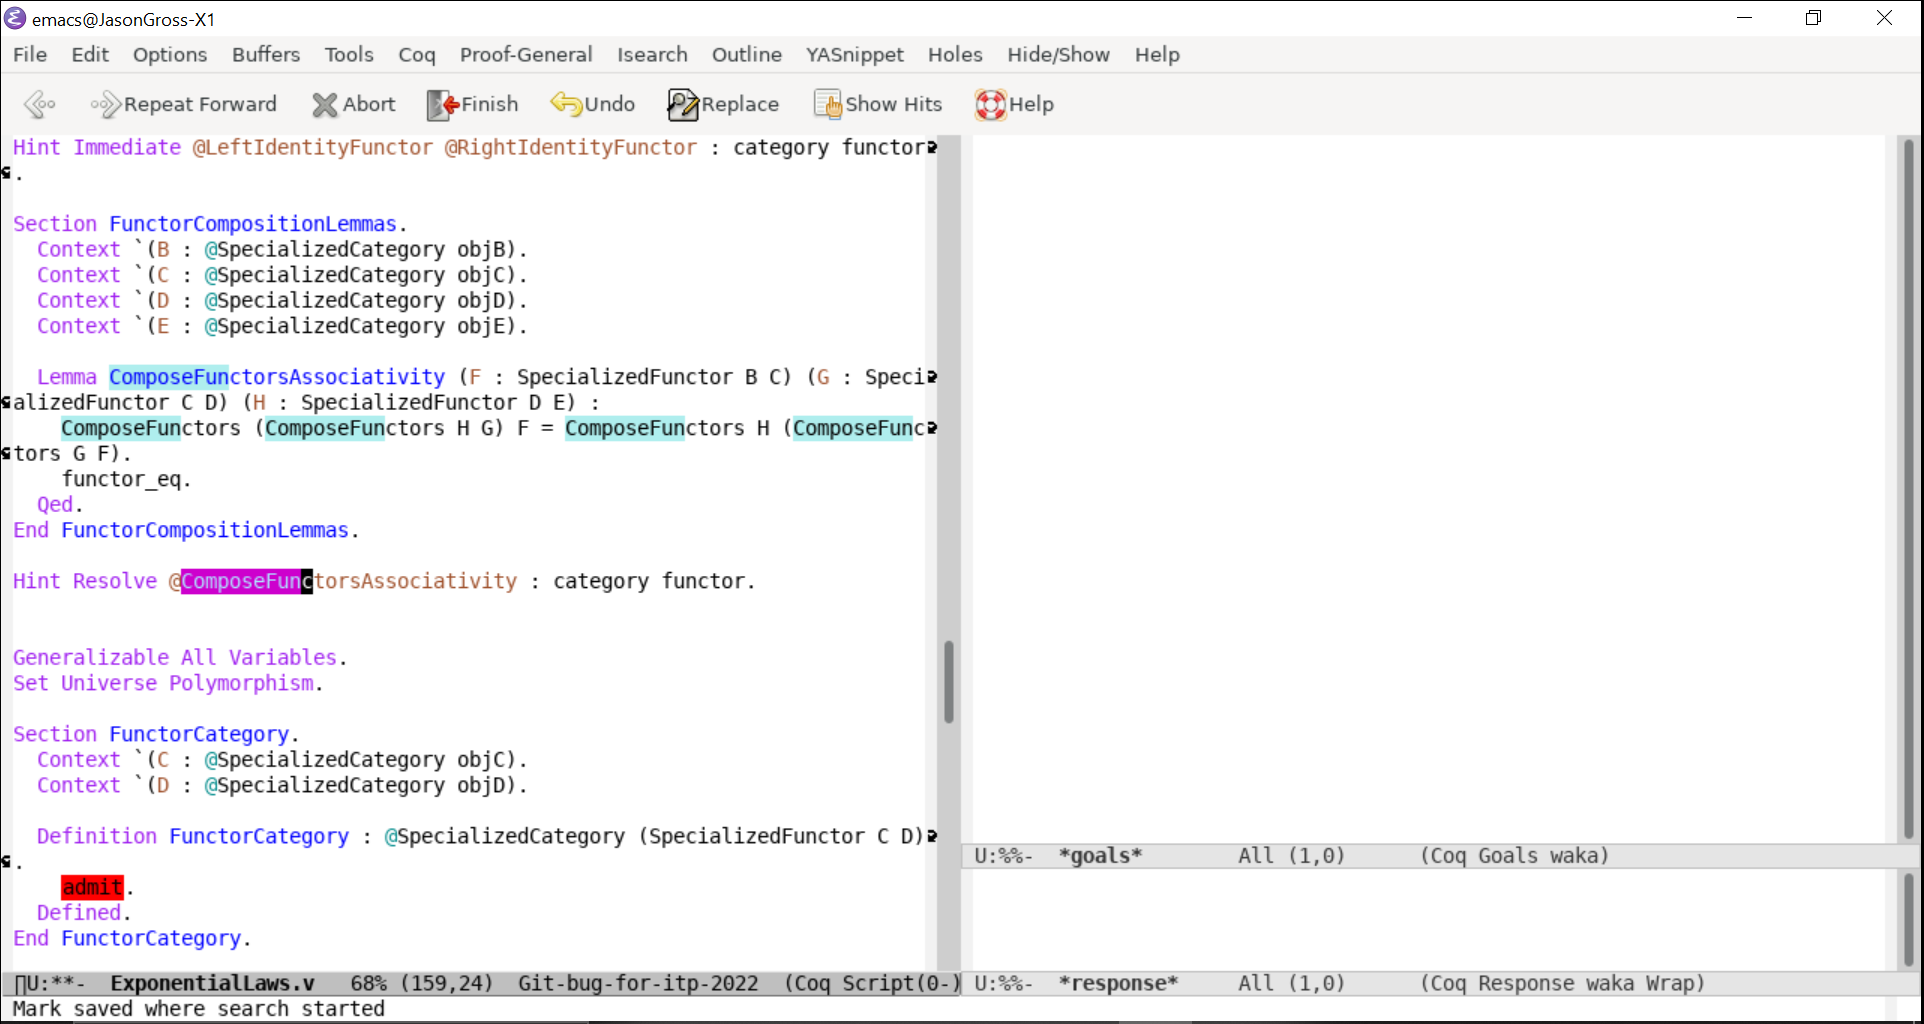 emacs@JasonGross-X1
File Edit Options Buffers Tools Coq Proof-General Isearch Outline YASnippet Holes Hide/Show Help
Repeat Forward Abort Finish Undo Replace Show Hits Help
Hint Immediate @LeftIdentityFunctor @RightIdentityFunctor : category functor
.
Section FunctorCompositionLemmas.
Context `(B : @SpecializedCategory objB).
Context `(C : @SpecializedCategory objC).
Context `(D : @SpecializedCategory objD).
Context `(E : @SpecializedCategory objE).
Lemma ComposeFunctorsAssociativity (F : SpecializedFunctor B C) (G : Speci
alizedFunctor C D) (H : SpecializedFunctor D E) :
ComposeFunctors (ComposeFunctors H G) F = ComposeFunctors H (ComposeFunc
tors G F).
functor_eq.
Qed.
End FunctorCompositionLemmas.
Hint Resolve @ComposeFunctorsAssociativity : category functor.
Generalizable All Variables.
Set Universe Polymorphism.
Section FunctorCategory.
Context `(C : @SpecializedCategory objC).
Context `(D : @SpecializedCategory objD).
Definition FunctorCategory : @SpecializedCategory (SpecializedFunctor C D)
.
admit.
Defined.
End FunctorCategory.
U:**- ExponentialLaws.v 68% (159,24) Git-bug-for-itp-2022 (Coq Script(0-)
Mark saved where search started
U:%%- *goals* All (1,0) (Coq Goals waka)
U:%%- *response* All (1,0) (Coq Response waka Wrap)